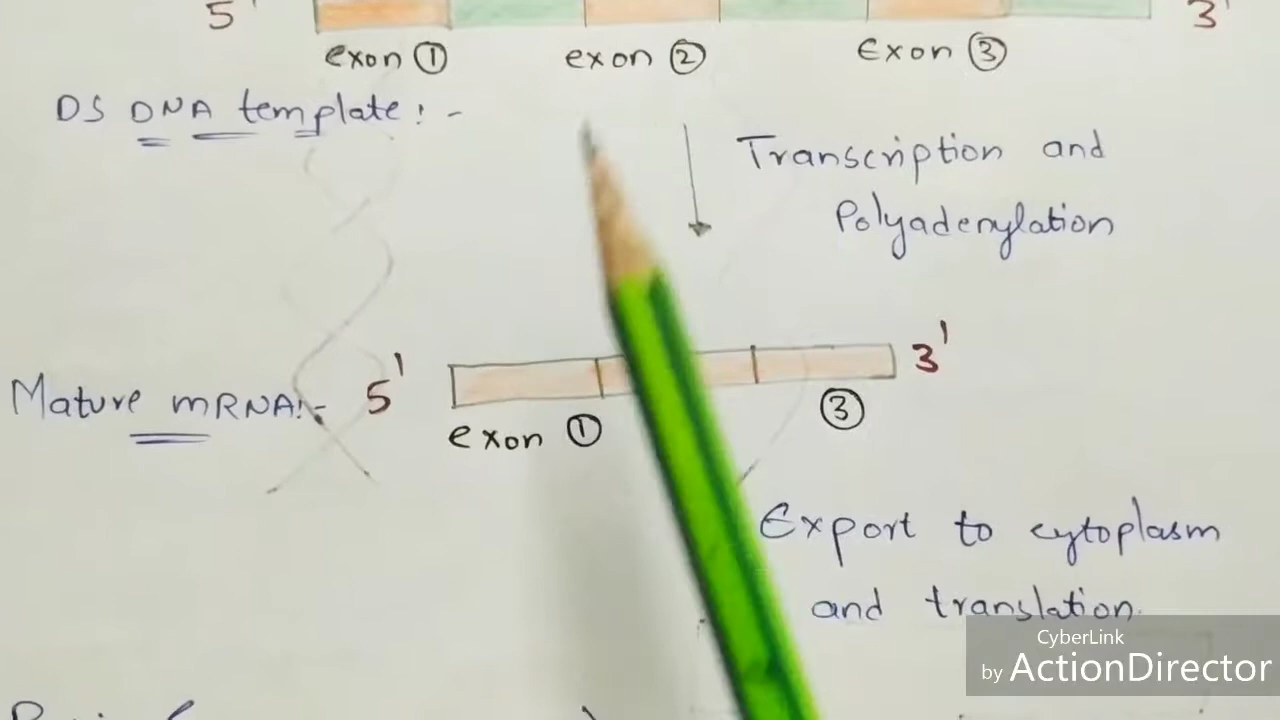 5' 3'
exon ① exon ② Exon ③
DS DNA template:-
Transcription and
Polyadenylation
Mature mRNA:- 5' 3'
exon ① ③
Export to cytoplasm
and translation.
CyberLink
by ActionDirector